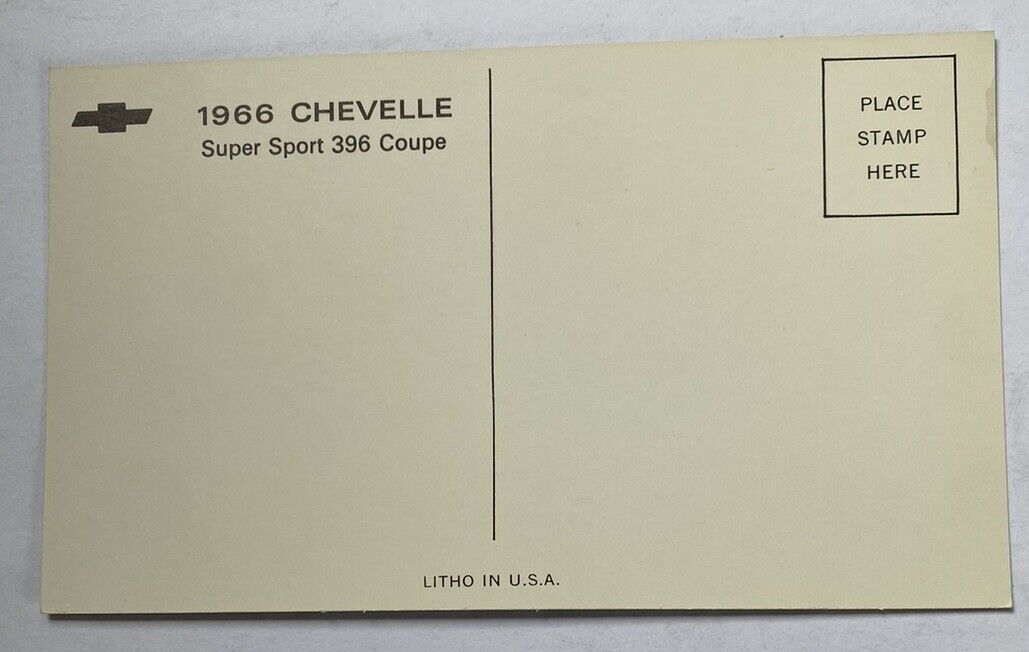 1966 CHEVELLE
Super Sport 396 Coupe
PLACE
STAMP
HERE
LITHO IN U.S.A.